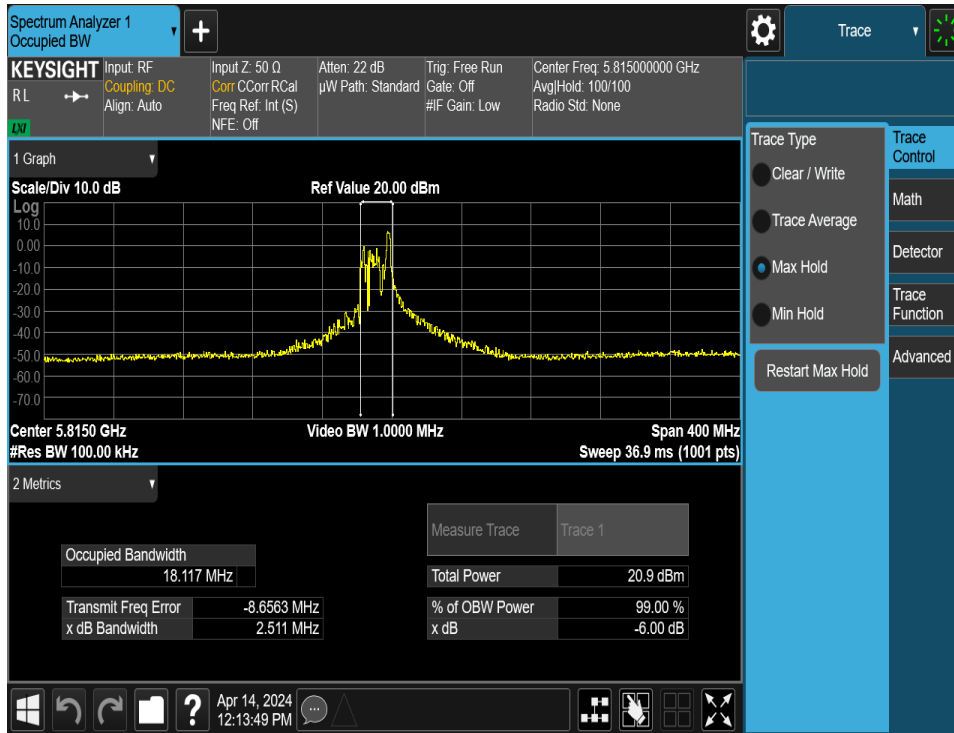 Spectrum Analyzer 1
Occupied BW
+
Trace
KEYSIGHT
R L
LXI
Input: RF
Coupling: DC
Align: Auto
Input Z: 50 Ω
Corr CCorr RCal
Freq Ref: Int (S)
NFE: Off
Atten: 22 dB
µW Path: Standard
Trig: Free Run
Gate: Off
#IF Gain: Low
Center Freq: 5.815000000 GHz
Avg|Hold: 100/100
Radio Std: None
1 Graph
Scale/Div 10.0 dB
Ref Value 20.00 dBm
Log
10.0
0.00
-10.0
-20.0
-30.0
-40.0
-50.0
-60.0
-70.0
Center 5.8150 GHz
Video BW 1.0000 MHz
Span 400 MHz
#Res BW 100.00 kHz
Sweep 36.9 ms (1001 pts)
2 Metrics
Measure Trace
Trace 1
Occupied Bandwidth
18.117 MHz
Total Power
20.9 dBm
Transmit Freq Error
-8.6563 MHz
% of OBW Power
99.00 %
x dB Bandwidth
2.511 MHz
x dB
-6.00 dB
Trace Type
Clear / Write
Trace Average
Max Hold
Min Hold
Restart Max Hold
Trace
Control
Math
Detector
Trace
Function
Advanced
?
Apr 14, 2024
12:13:49 PM